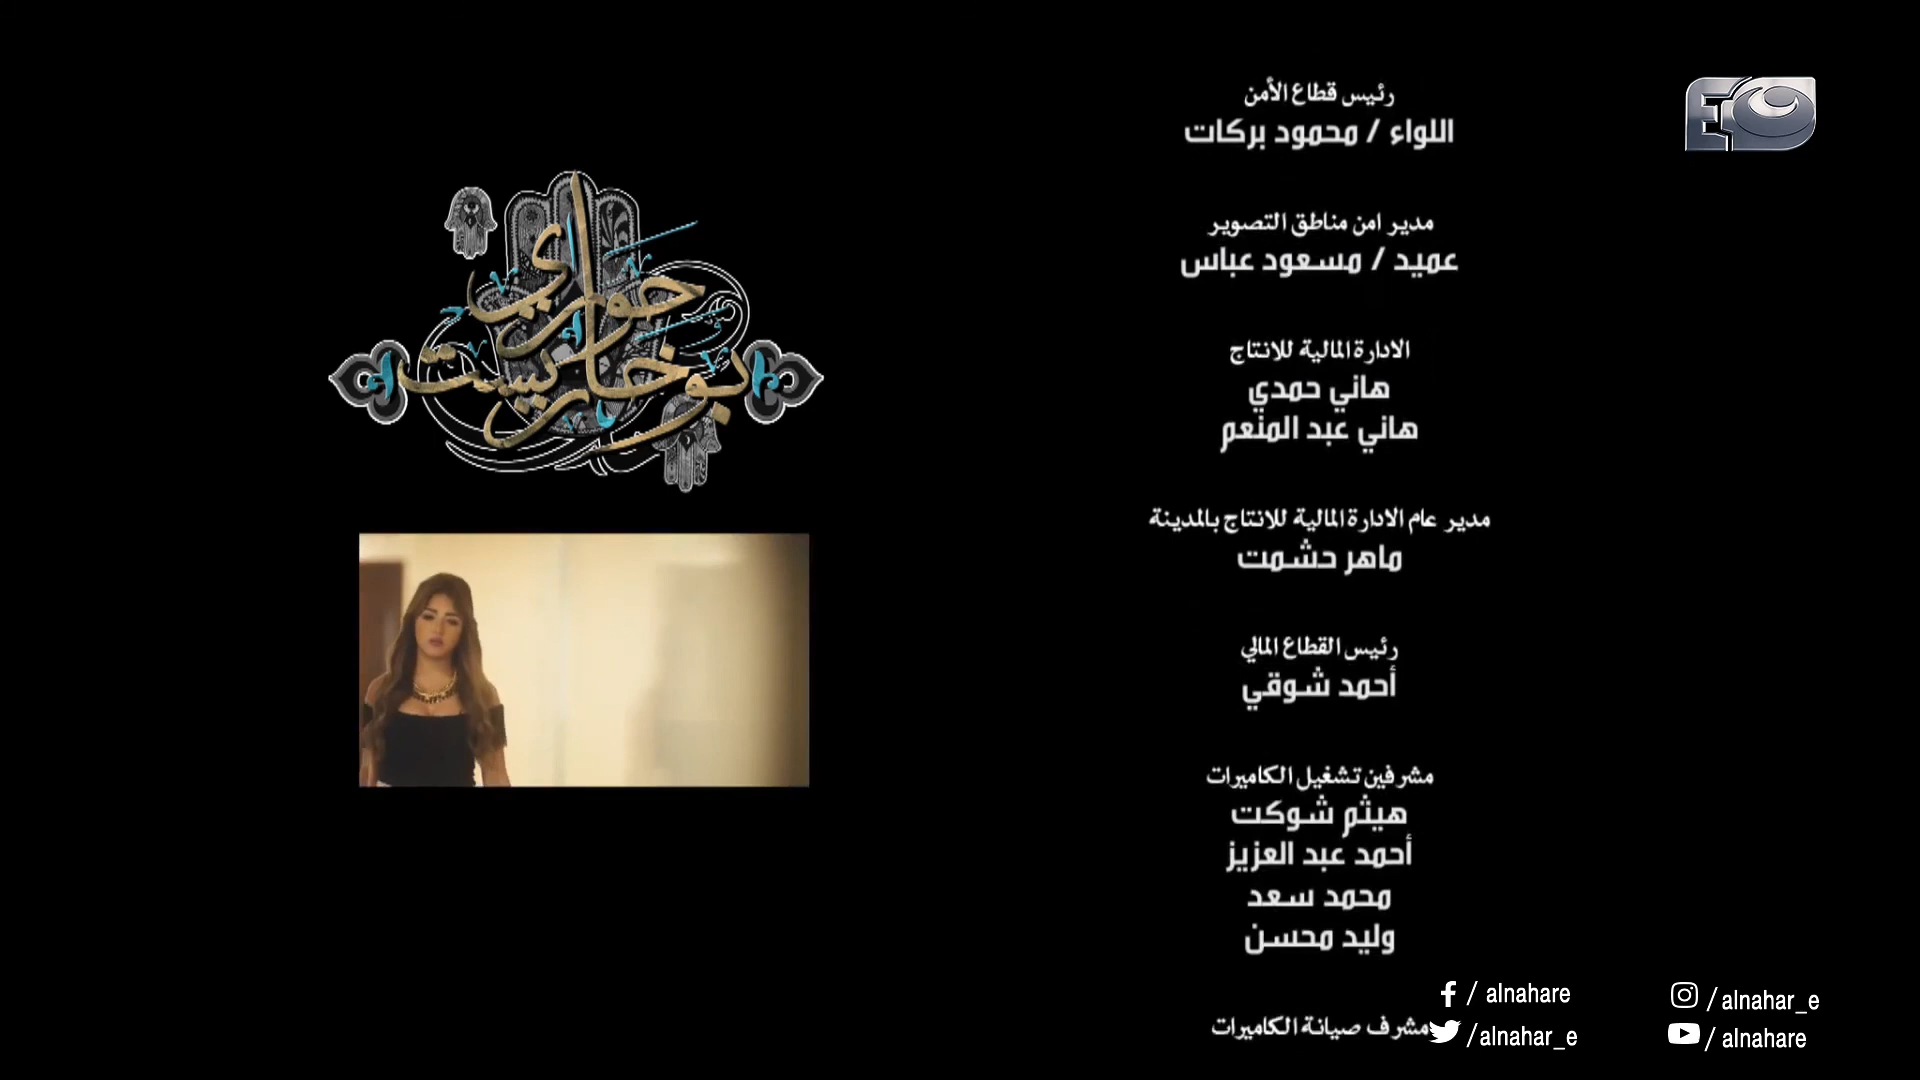 حواري
بوخاريست
رئيس قطاع الأمن
اللواء / محمود بركات
مدير امن مناطق التصوير
عميد / مسعود عباس
الادارة المالية للانتاج
هاني حمدي
هاني عبد المنعم
مدير عام الادارة المالية للانتاج بالمدينة
ماهر حشمت
رئيس القطاع المالي
أحمد شوقي
مشرفين تشغيل الكاميرات
هيثم شوكت
أحمد عبد العزيز
محمد سعد
وليد محسن
مشرف صيانة الكاميرات
E
/ alnahare
/ alnahar_e
/alnahar_e
/ alnahare